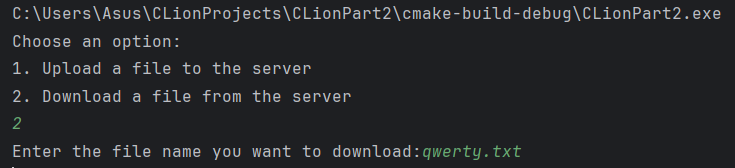 C:\Users\Asus\CLionProjects\CLionPart2\cmake-build-debug\CLionPart2.exe
Choose an option:
1. Upload a file to the server
2. Download a file from the server
2
Enter the file name you want to download:qwerty.txt